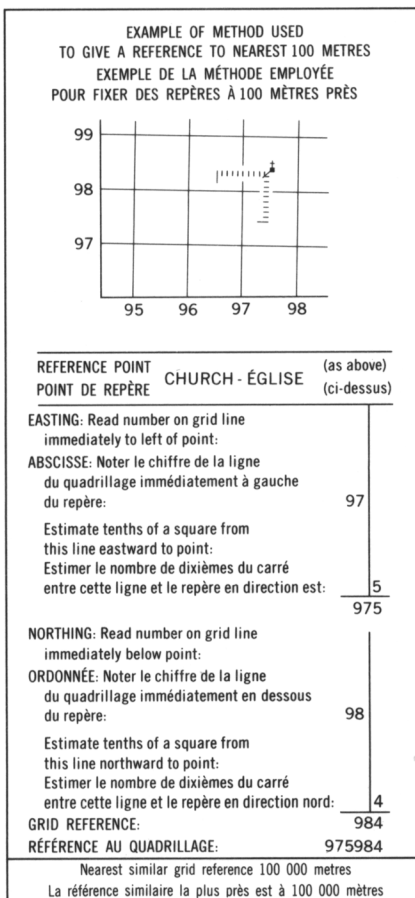 EXAMPLE OF METHOD USED
TO GIVE A REFERENCE TO NEAREST 100 METRES
EXEMPLE DE LA MÉTHODE EMPLOYÉE
POUR FIXER DES REPÈRES À 100 MÈTRES PRÈS
99
98
97
95 96 97 98
REFERENCE POINT
POINT DE REPÈRE
CHURCH - ÉGLISE
(as above)
(ci-dessus)
EASTING: Read number on grid line
immediately to left of point:
ABSCISSE: Noter le chiffre de la ligne
du quadrillage immédiatement à gauche
du repère: 97
Estimate tenths of a square from
this line eastward to point:
Estimer le nombre de dixièmes du carré
entre cette ligne et le repère en direction est: 5
975
NORTHING: Read number on grid line
immediately below point:
ORDONNÉE: Noter le chiffre de la ligne
du quadrillage immédiatement en dessous
du repère: 98
Estimate tenths of a square from
this line northward to point:
Estimer le nombre de dixièmes du carré
entre cette ligne et le repère en direction nord: 4
GRID REFERENCE: 984
RÉFÉRENCE AU QUADRILLAGE: 975984
Nearest similar grid reference 100 000 metres
La référence similaire la plus près est à 100 000 mètres